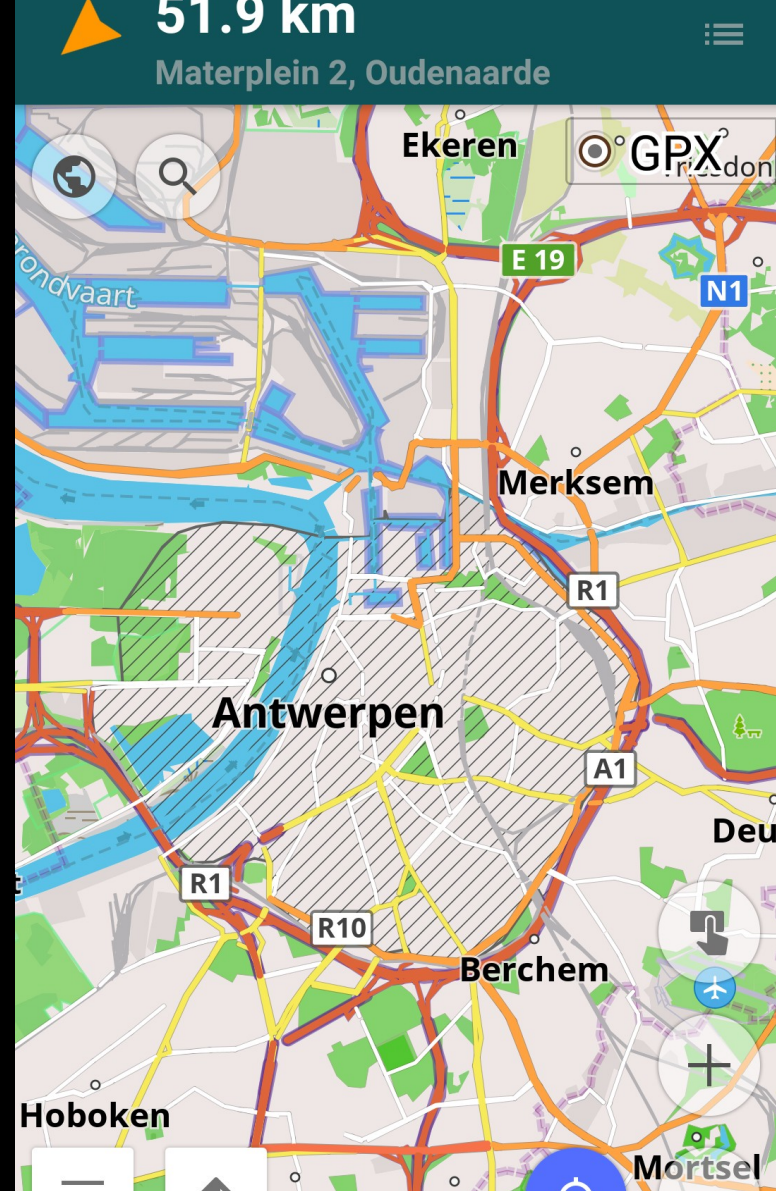 51.9 km
Materplein 2, Oudenaarde
Ekeren
GPX
E 19
N1
Merksem
R1
Antwerpen
A1
Deu
R1
R10
Berchem
Hoboken
Mortsel